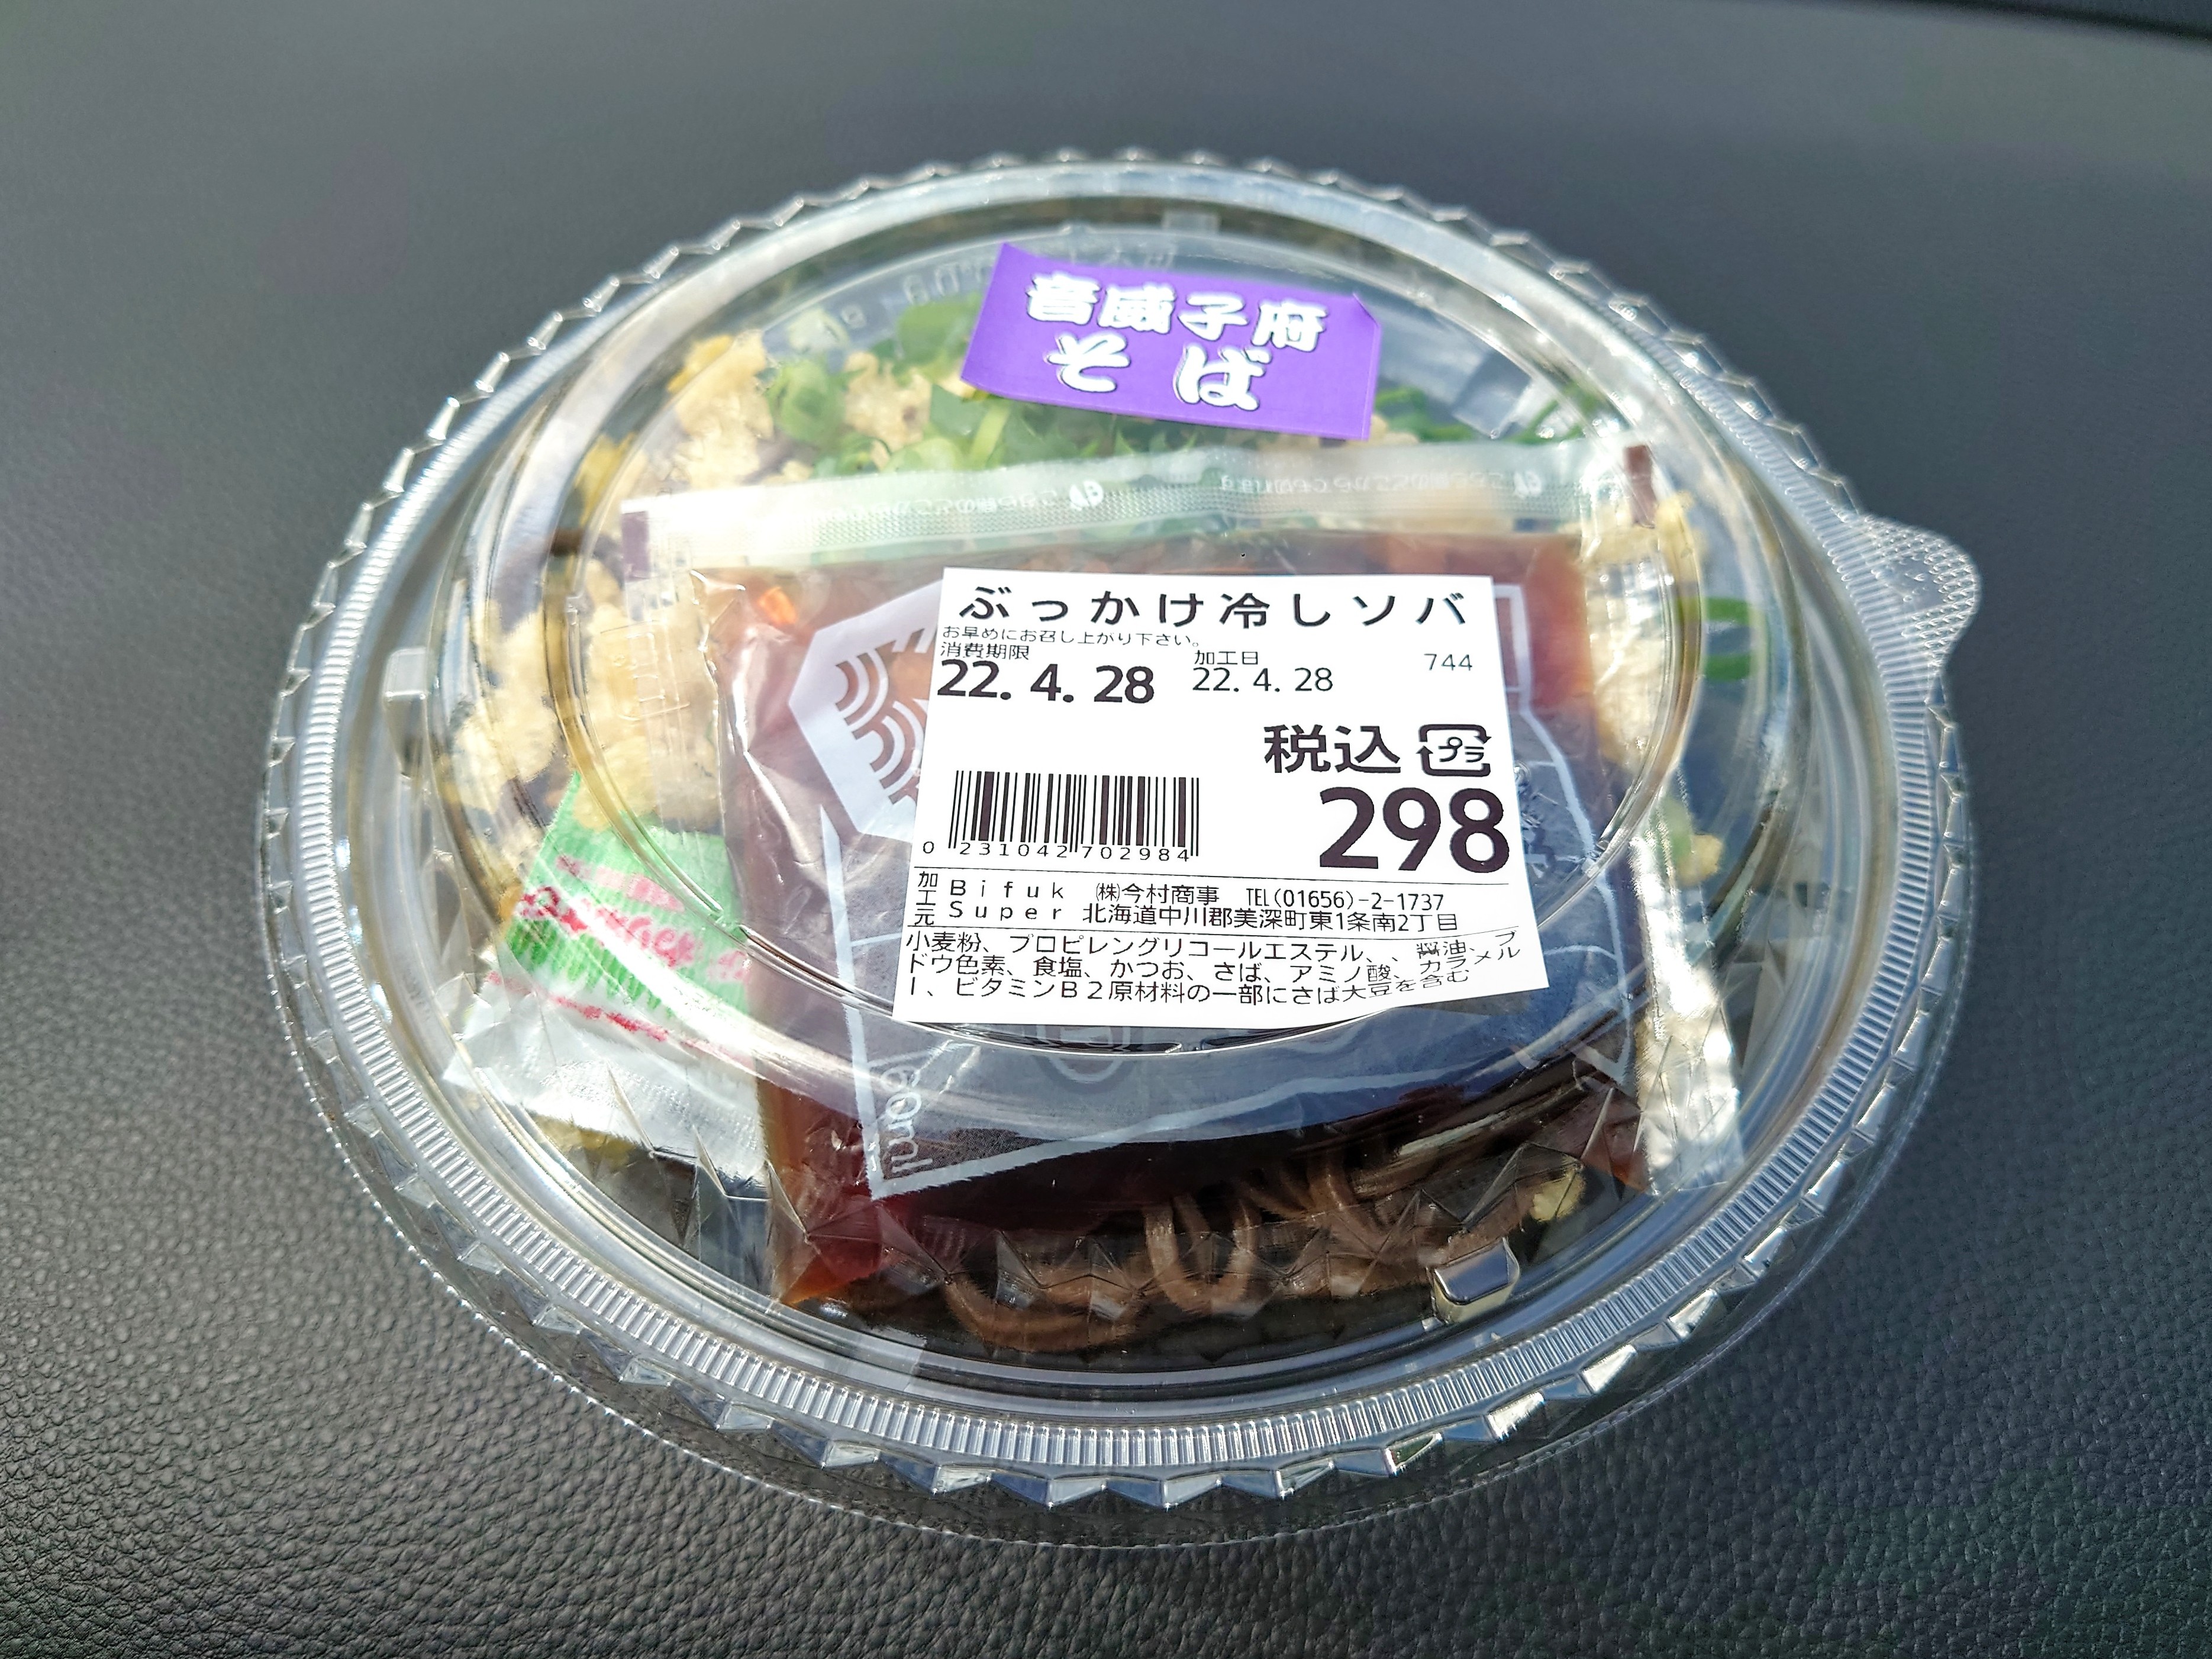 音威子府
そば
ぶっかけ冷しソバ
お早めにお召し上がり下さい。
消費期限 加工日 744
22. 4. 28 22. 4. 28
税込 プラ
298
0 231042 702984
加工元 Bifuk ㈱今村商事 TEL(01656)-2-1737
Super 北海道中川郡美深町東1条南2丁目
小麦粉、プロピレングリコールエステル、、醤油、ブ
ドウ色素、食塩、かつお、さば、アミノ酸、カラメル
I、ビタミンB2原材料の一部にさば大豆を含む
60ml